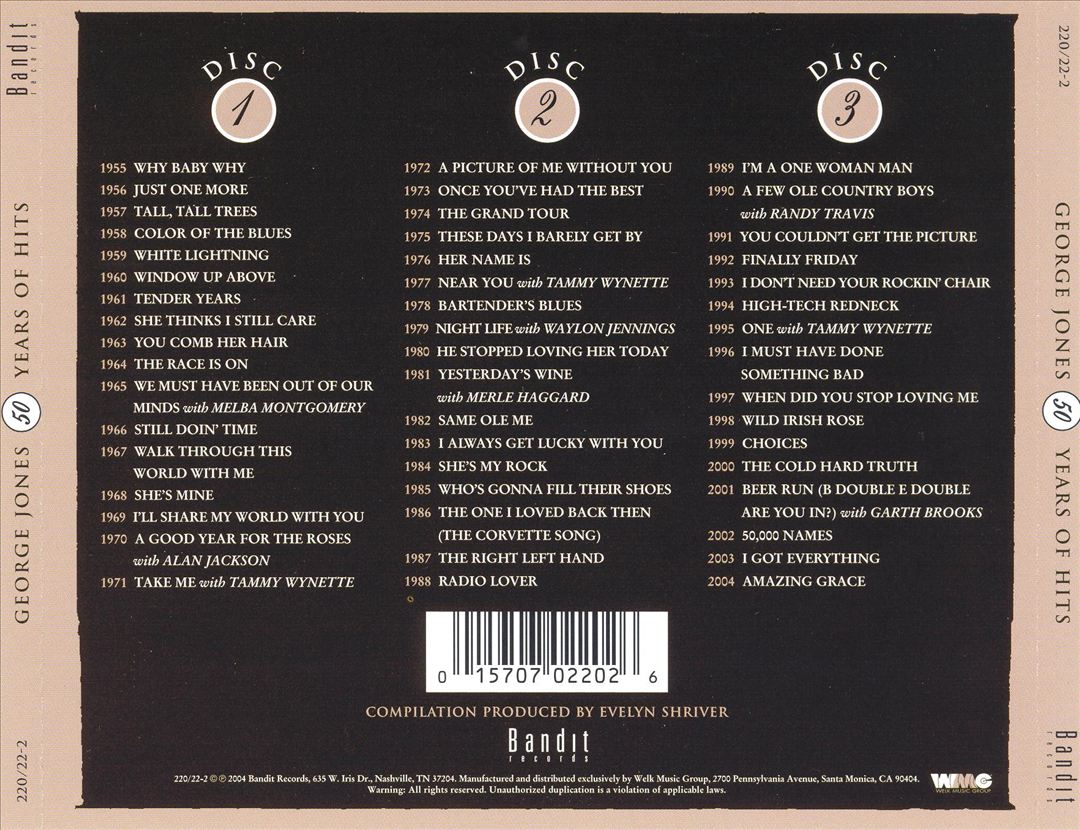 Bandit
records
GEORGE JONES 50 YEARS OF HITS
220/22-2
DISC
1
1955 WHY BABY WHY
1956 JUST ONE MORE
1957 TALL, TALL TREES
1958 COLOR OF THE BLUES
1959 WHITE LIGHTNING
1960 WINDOW UP ABOVE
1961 TENDER YEARS
1962 SHE THINKS I STILL CARE
1963 YOU COMB HER HAIR
1964 THE RACE IS ON
1965 WE MUST HAVE BEEN OUT OF OUR
MINDS with MELBA MONTGOMERY
1966 STILL DOIN' TIME
1967 WALK THROUGH THIS
WORLD WITH ME
1968 SHE'S MINE
1969 I'LL SHARE MY WORLD WITH YOU
1970 A GOOD YEAR FOR THE ROSES
with ALAN JACKSON
1971 TAKE ME with TAMMY WYNETTE
DISC
2
1972 A PICTURE OF ME WITHOUT YOU
1973 ONCE YOU'VE HAD THE BEST
1974 THE GRAND TOUR
1975 THESE DAYS I BARELY GET BY
1976 HER NAME IS
1977 NEAR YOU with TAMMY WYNETTE
1978 BARTENDER'S BLUES
1979 NIGHT LIFE with WAYLON JENNINGS
1980 HE STOPPED LOVING HER TODAY
1981 YESTERDAY'S WINE
with MERLE HAGGARD
1982 SAME OLE ME
1983 I ALWAYS GET LUCKY WITH YOU
1984 SHE'S MY ROCK
1985 WHO'S GONNA FILL THEIR SHOES
1986 THE ONE I LOVED BACK THEN
(THE CORVETTE SONG)
1987 THE RIGHT LEFT HAND
1988 RADIO LOVER
DISC
3
1989 I'M A ONE WOMAN MAN
1990 A FEW OLE COUNTRY BOYS
with RANDY TRAVIS
1991 YOU COULDN'T GET THE PICTURE
1992 FINALLY FRIDAY
1993 I DON'T NEED YOUR ROCKIN' CHAIR
1994 HIGH-TECH REDNECK
1995 ONE with TAMMY WYNETTE
1996 I MUST HAVE DONE
SOMETHING BAD
1997 WHEN DID YOU STOP LOVING ME
1998 WILD IRISH ROSE
1999 CHOICES
2000 THE COLD HARD TRUTH
2001 BEER RUN (B DOUBLE E DOUBLE
ARE YOU IN?) with GARTH BROOKS
2002 50,000 NAMES
2003 I GOT EVERYTHING
2004 AMAZING GRACE
0 15707 02202 6
COMPILATION PRODUCED BY EVELYN SHRIVER
Bandit
records
220/22-2 © ℗ 2004 Bandit Records, 635 W. Iris Dr., Nashville, TN 37204. Manufactured and distributed exclusively by Welk Music Group, 2700 Pennsylvania Avenue, Santa Monica, CA 90404.
Warning: All rights reserved. Unauthorized duplication is a violation of applicable laws.
WMG
WELK MUSIC GROUP
220/22-2
GEORGE JONES 50 YEARS OF HITS
Bandit
records